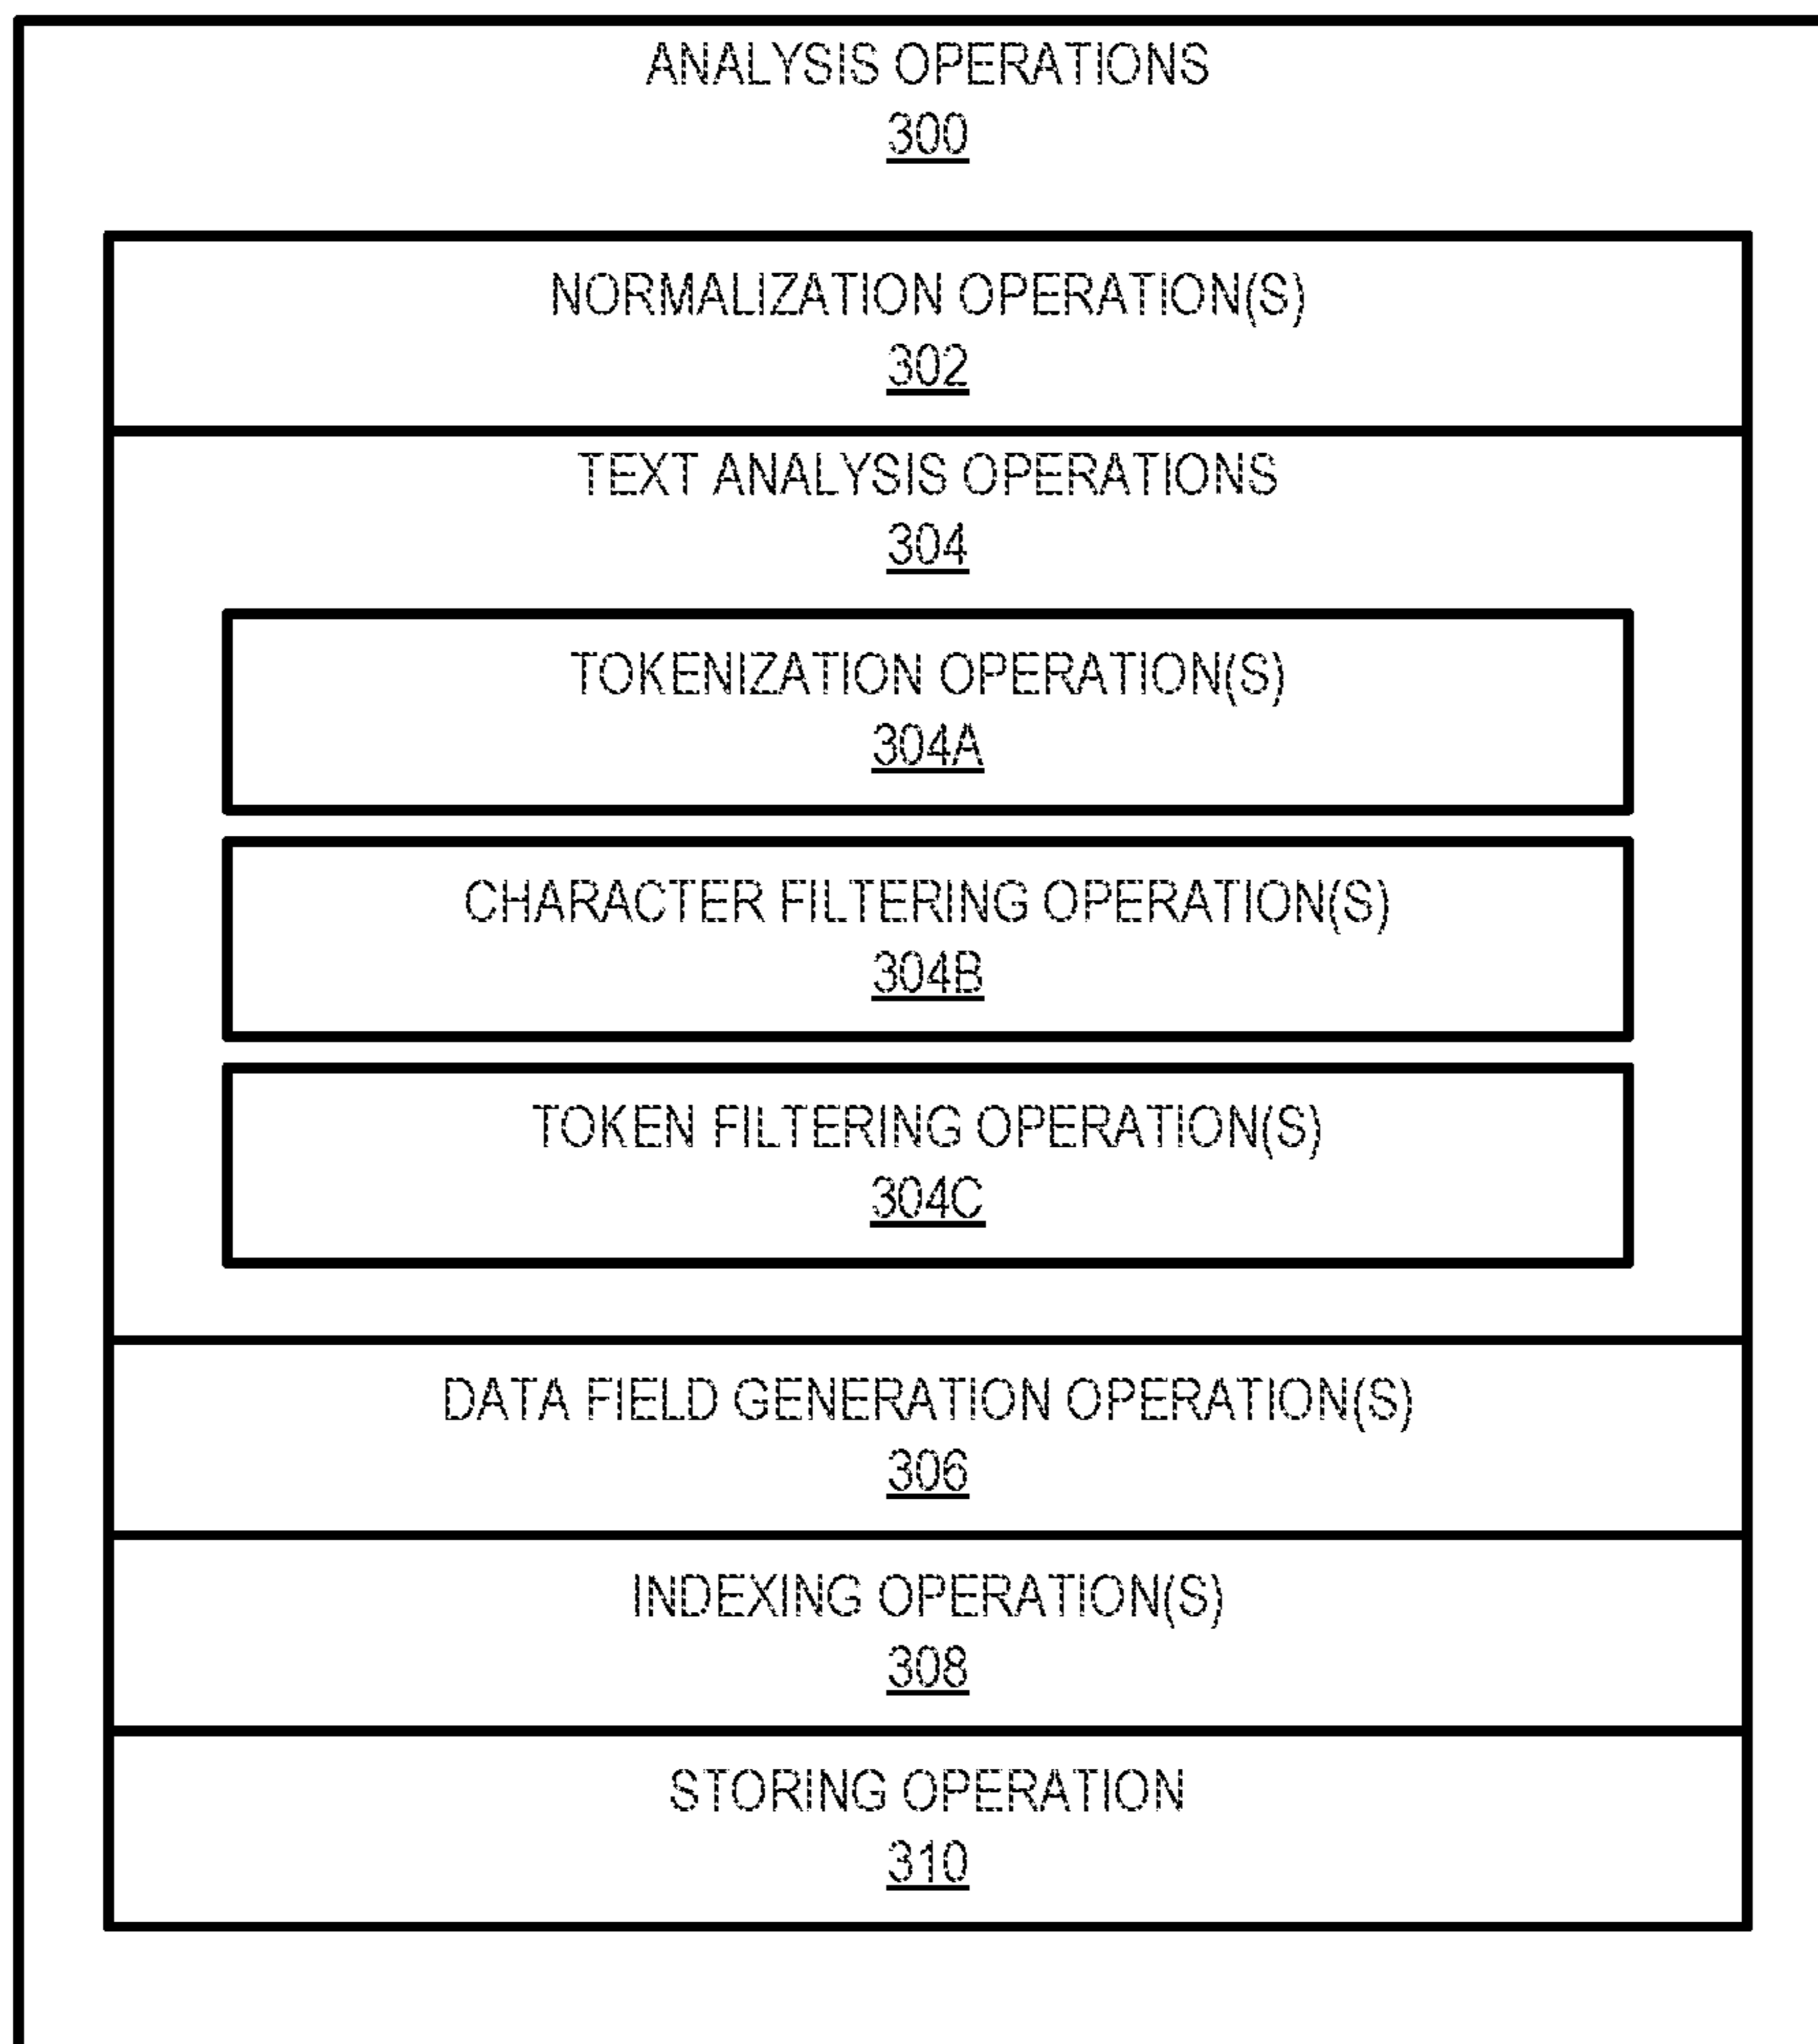 ANALYSIS OPERATIONS
300
NORMALIZATION OPERATION(S)
302
TEXT ANALYSIS OPERATIONS
304
TOKENIZATION OPERATION(S)
304A
CHARACTER FILTERING OPERATION(S)
304B
TOKEN FILTERING OPERATION(S)
304C
DATA FIELD GENERATION OPERATION(S)
306
INDEXING OPERATION(S)
308
STORING OPERATION
310